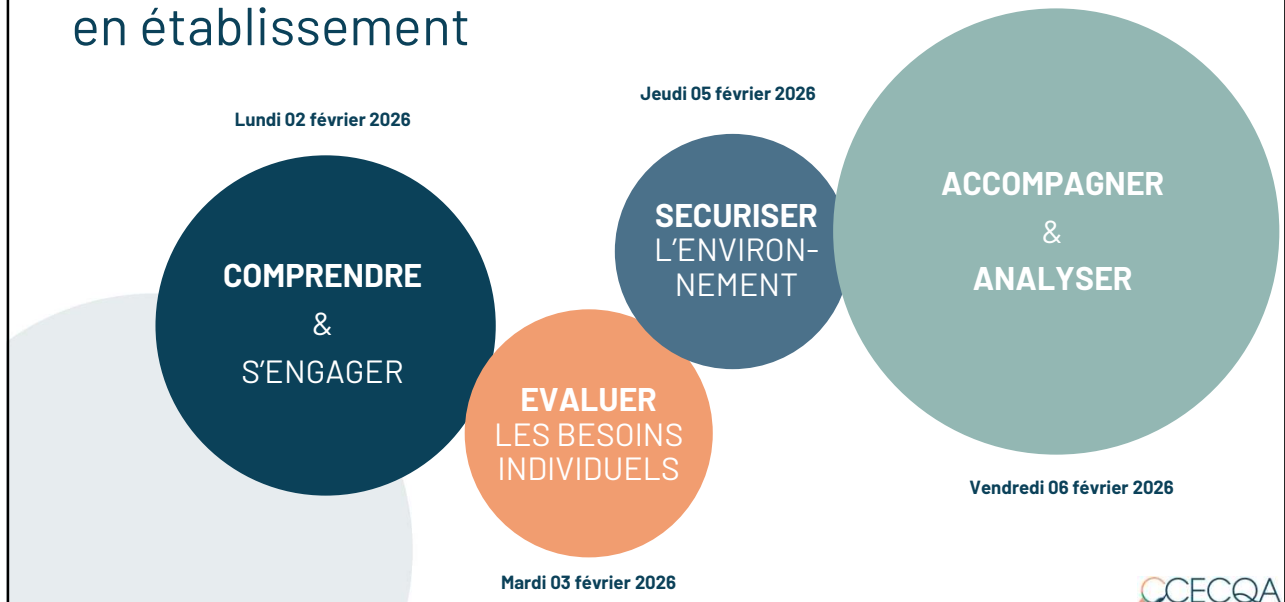 en établissement
Lundi 02 février 2026
COMPRENDRE
&
S'ENGAGER
EVALUER
LES BESOINS
INDIVIDUELS
Mardi 03 février 2026
Jeudi 05 février 2026
SECURISER
L'ENVIRON-
NEMENT
ACCOMPAGNER
&
ANALYSER
Vendredi 06 février 2026
CCECQA